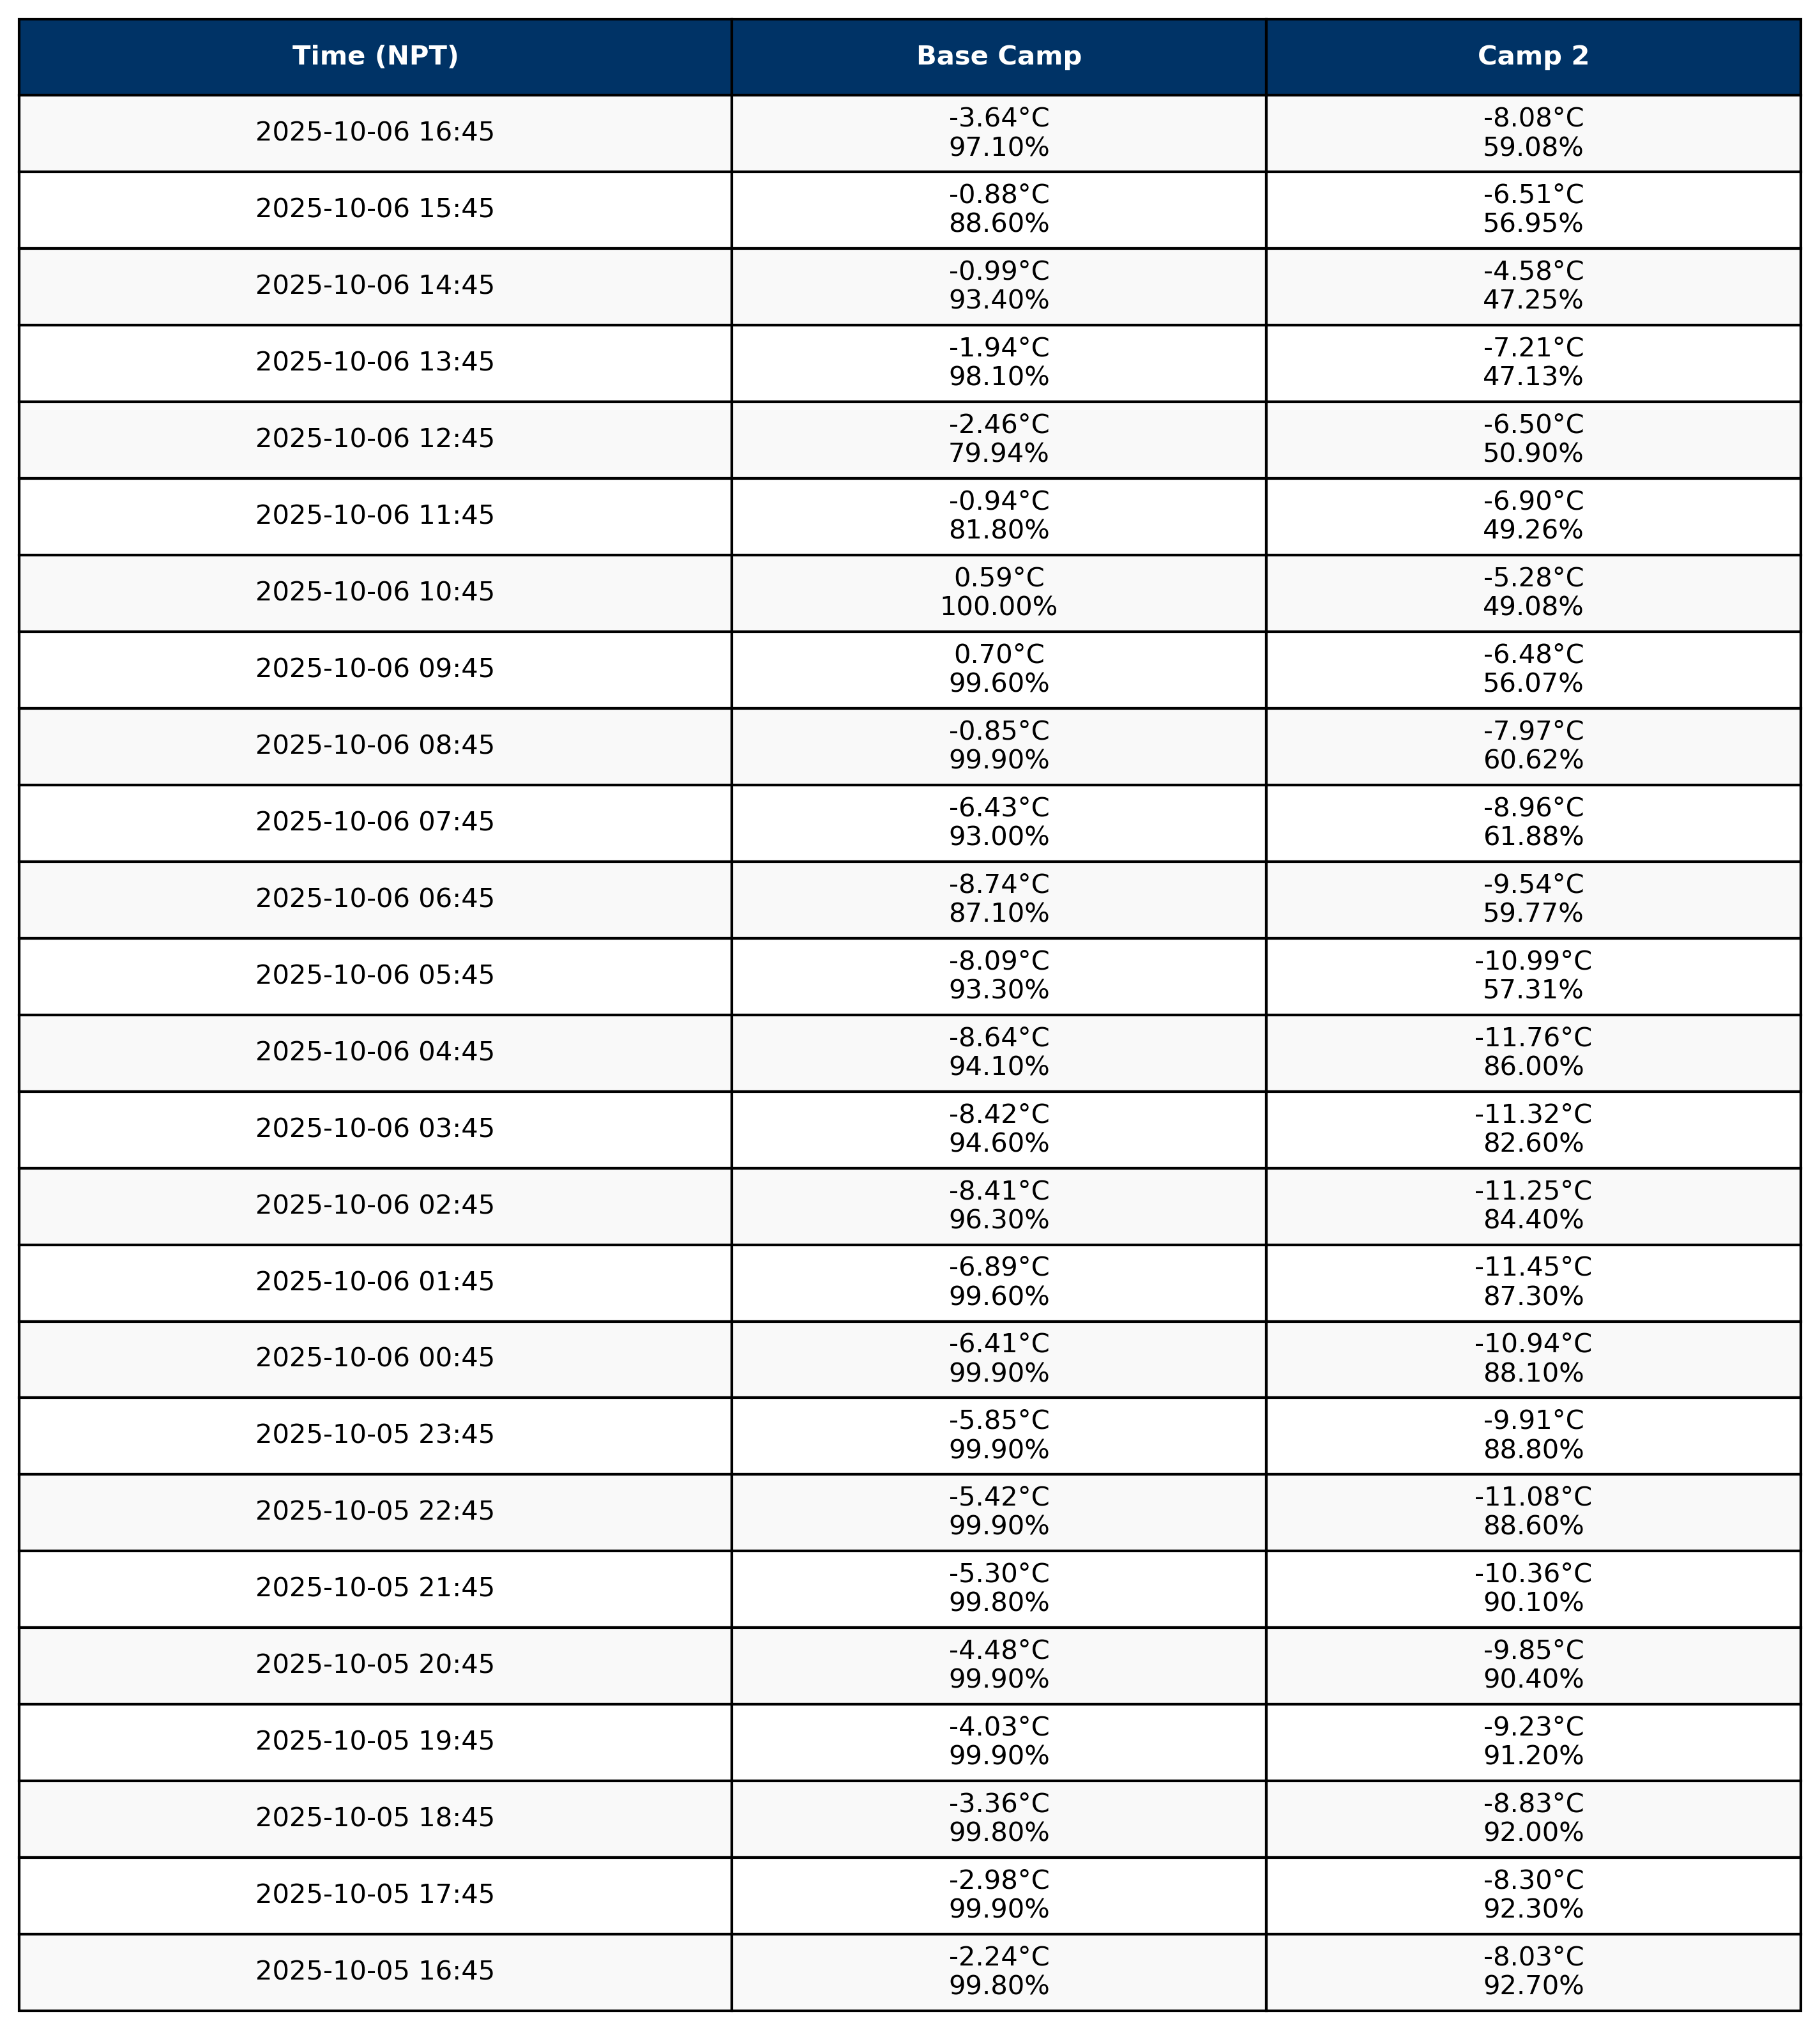 Time (NPT) Base Camp Camp 2
2025-10-06 16:45 -3.64°C -8.08°C
97.10% 59.08%
2025-10-06 15:45 -0.88°C -6.51°C
88.60% 56.95%
2025-10-06 14:45 -0.99°C -4.58°C
93.40% 47.25%
2025-10-06 13:45 -1.94°C -7.21°C
98.10% 47.13%
2025-10-06 12:45 -2.46°C -6.50°C
79.94% 50.90%
2025-10-06 11:45 -0.94°C -6.90°C
81.80% 49.26%
2025-10-06 10:45 0.59°C -5.28°C
100.00% 49.08%
2025-10-06 09:45 0.70°C -6.48°C
99.60% 56.07%
2025-10-06 08:45 -0.85°C -7.97°C
99.90% 60.62%
2025-10-06 07:45 -6.43°C -8.96°C
93.00% 61.88%
2025-10-06 06:45 -8.74°C -9.54°C
87.10% 59.77%
2025-10-06 05:45 -8.09°C -10.99°C
93.30% 57.31%
2025-10-06 04:45 -8.64°C -11.76°C
94.10% 86.00%
2025-10-06 03:45 -8.42°C -11.32°C
94.60% 82.60%
2025-10-06 02:45 -8.41°C -11.25°C
96.30% 84.40%
2025-10-06 01:45 -6.89°C -11.45°C
99.60% 87.30%
2025-10-06 00:45 -6.41°C -10.94°C
99.90% 88.10%
2025-10-05 23:45 -5.85°C -9.91°C
99.90% 88.80%
2025-10-05 22:45 -5.42°C -11.08°C
99.90% 88.60%
2025-10-05 21:45 -5.30°C -10.36°C
99.80% 90.10%
2025-10-05 20:45 -4.48°C -9.85°C
99.90% 90.40%
2025-10-05 19:45 -4.03°C -9.23°C
99.90% 91.20%
2025-10-05 18:45 -3.36°C -8.83°C
99.80% 92.00%
2025-10-05 17:45 -2.98°C -8.30°C
99.90% 92.30%
2025-10-05 16:45 -2.24°C -8.03°C
99.80% 92.70%